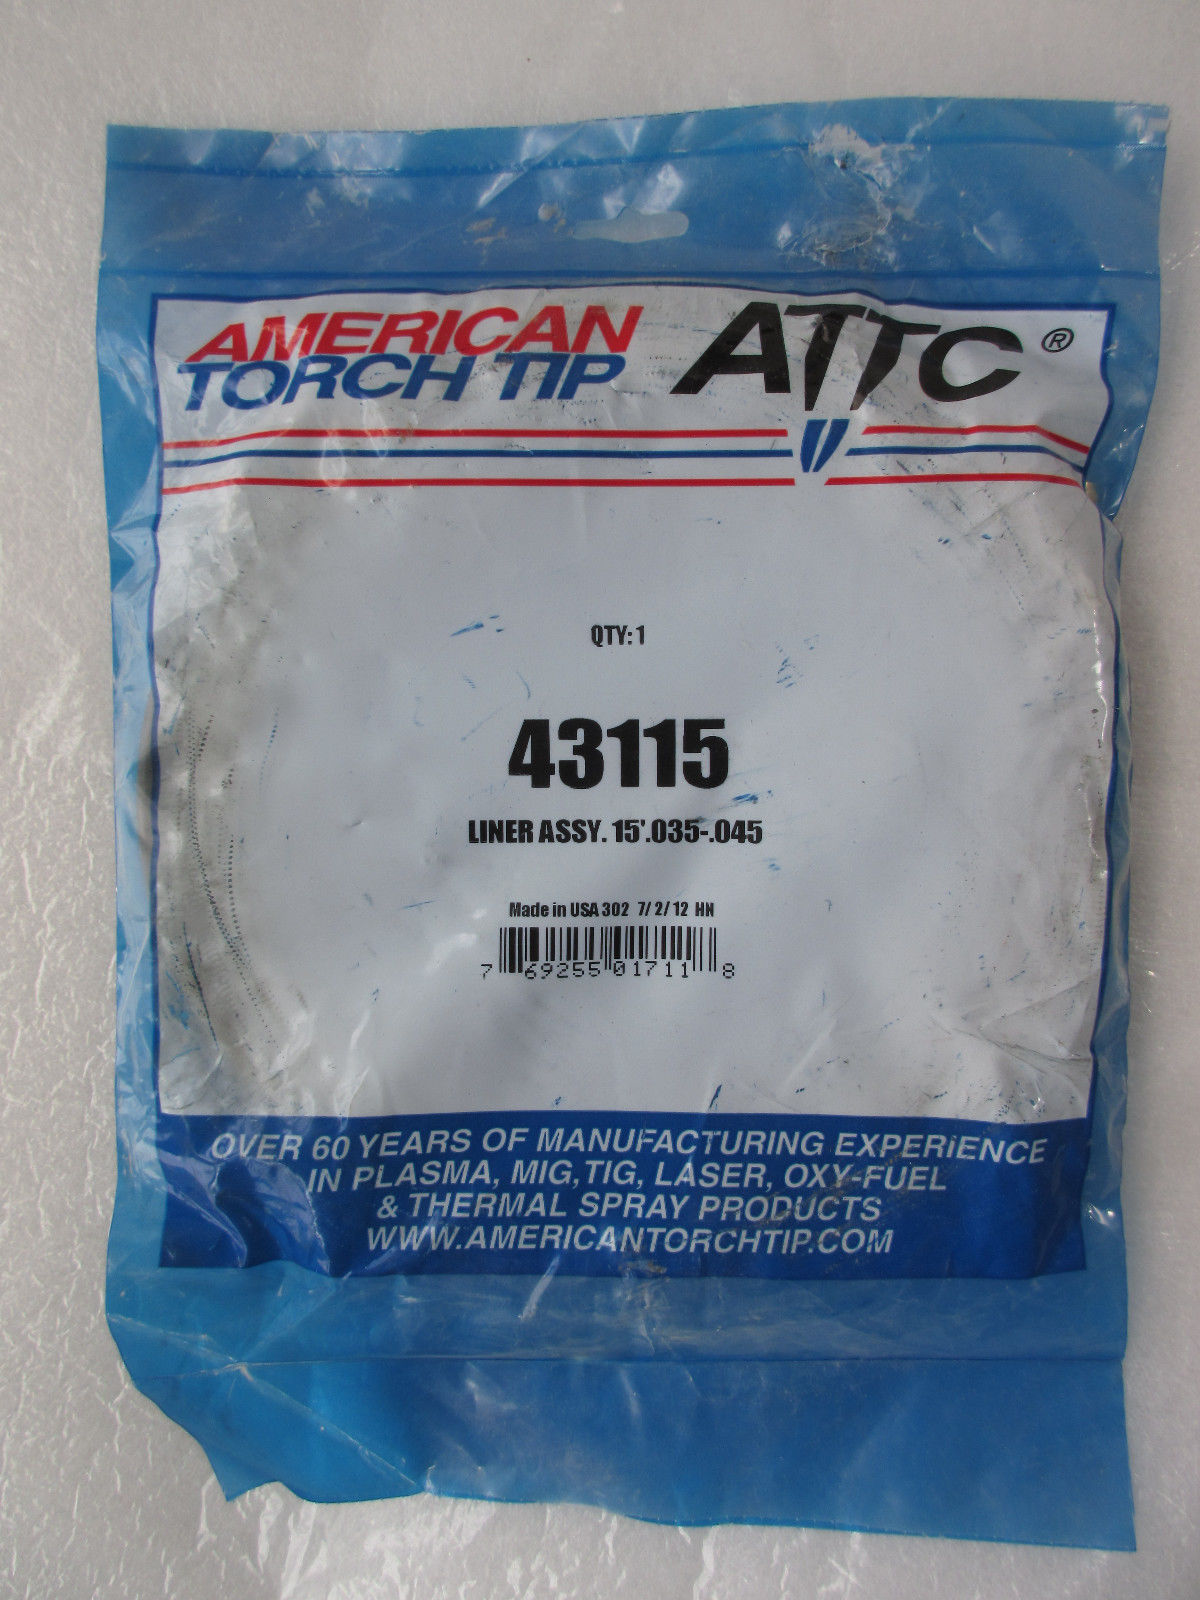 AMERICAN
TORCH TIP
ATTC ®
QTY: 1
43115
LINER ASSY. 15'.035-.045
Made in USA 302 7/ 2/ 12 HN
7 69255 01711 8
OVER 60 YEARS OF MANUFACTURING EXPERIENCE
IN PLASMA, MIG, TIG, LASER, OXY-FUEL
& THERMAL SPRAY PRODUCTS
WWW.AMERICANTORCHTIP.COM